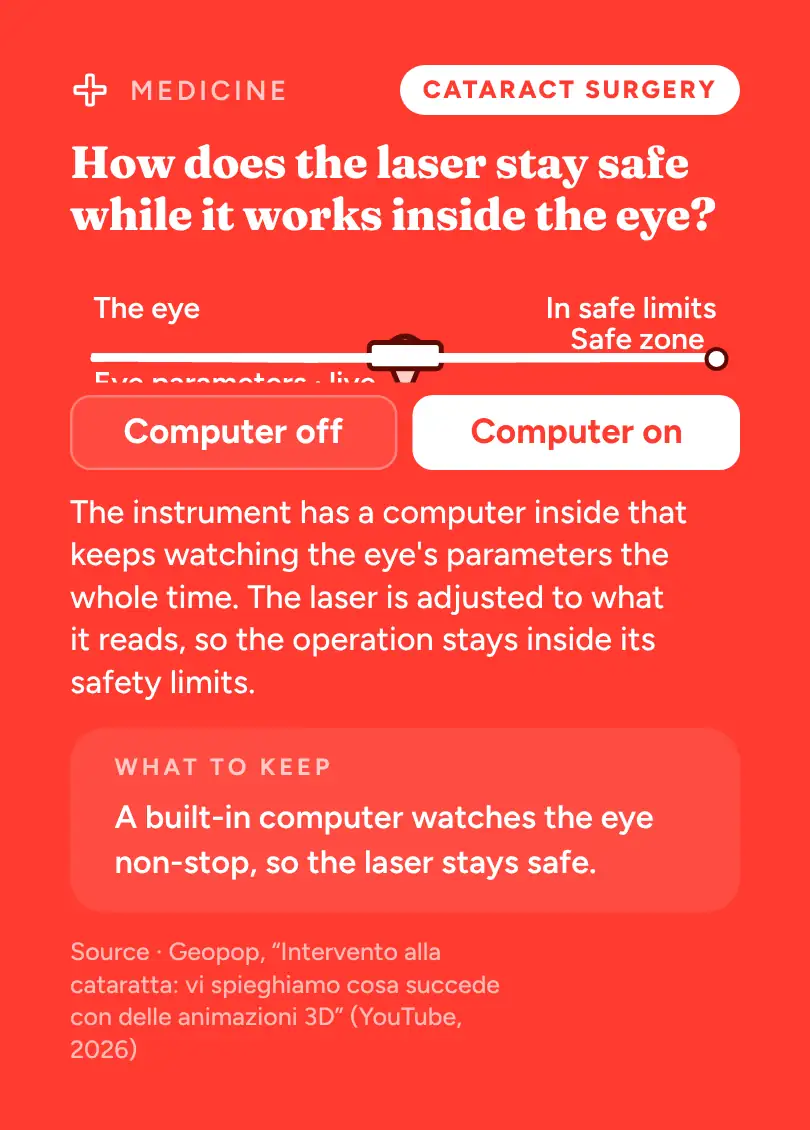 MEDICINE
CATARACT SURGERY
How does the laser stay safe
while it works inside the eye?
The eye
In safe limits
Safe zone
Eye parameters · live
Computer off
Computer on
The instrument has a computer inside that
keeps watching the eye's parameters the
whole time. The laser is adjusted to what
it reads, so the operation stays inside its
safety limits.
WHAT TO KEEP
A built-in computer watches the eye
non-stop, so the laser stays safe.
Source · Geopop, “Intervento alla
cataratta: vi spieghiamo cosa succede
con delle animazioni 3D” (YouTube,
2026)